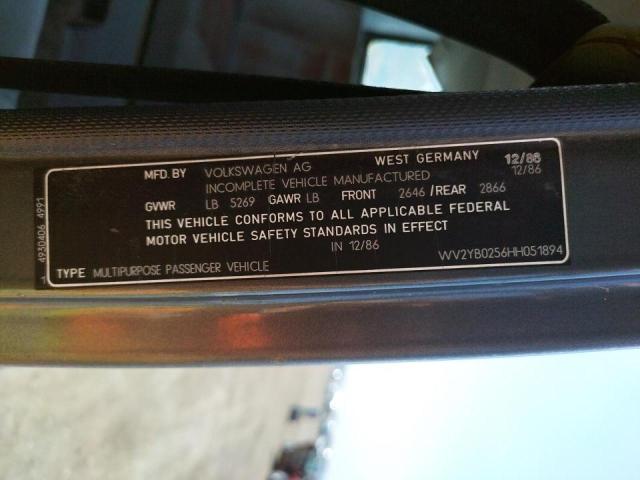 MFD. BY VOLKSWAGEN AG WEST GERMANY 12/86
INCOMPLETE VEHICLE MANUFACTURED 12/86
GVWR LB 5269 GAWR LB FRONT 2646 /REAR 2866
THIS VEHICLE CONFORMS TO ALL APPLICABLE FEDERAL
MOTOR VEHICLE SAFETY STANDARDS IN EFFECT
IN 12/86
WV2YB0256HH051894
TYPE MULTIPURPOSE PASSENGER VEHICLE
4930406 4991